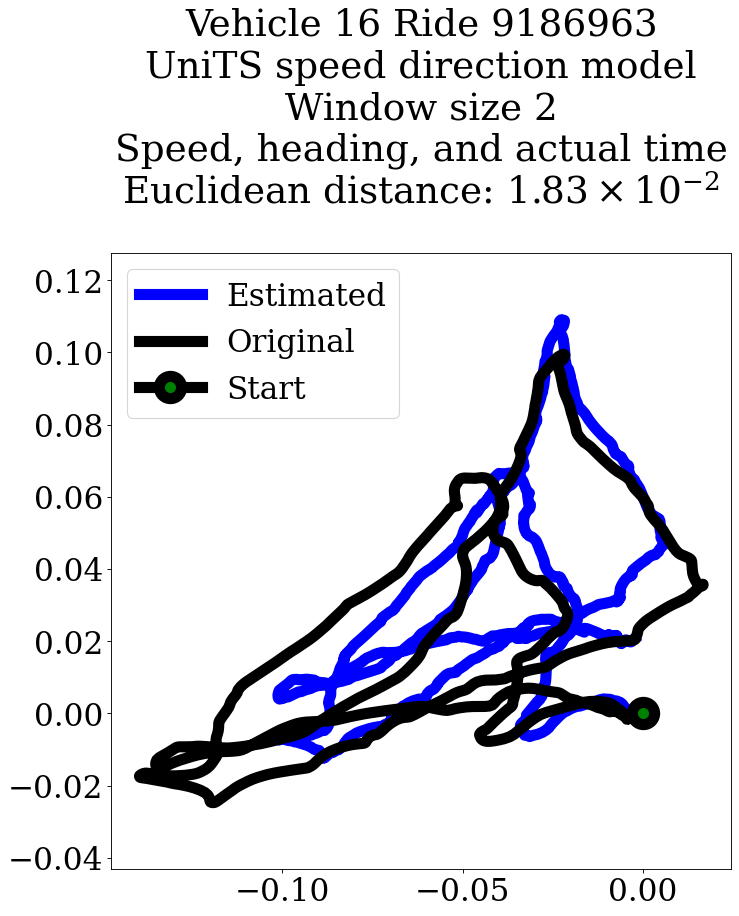 Vehicle 16 Ride 9186963
UniTS speed direction model
Window size 2
Speed, heading, and actual time
Euclidean distance: 1.83 × 10⁻²
Estimated
Original
Start
0.12
0.10
0.08
0.06
0.04
0.02
0.00
−0.02
−0.04
−0.10
−0.05
0.00